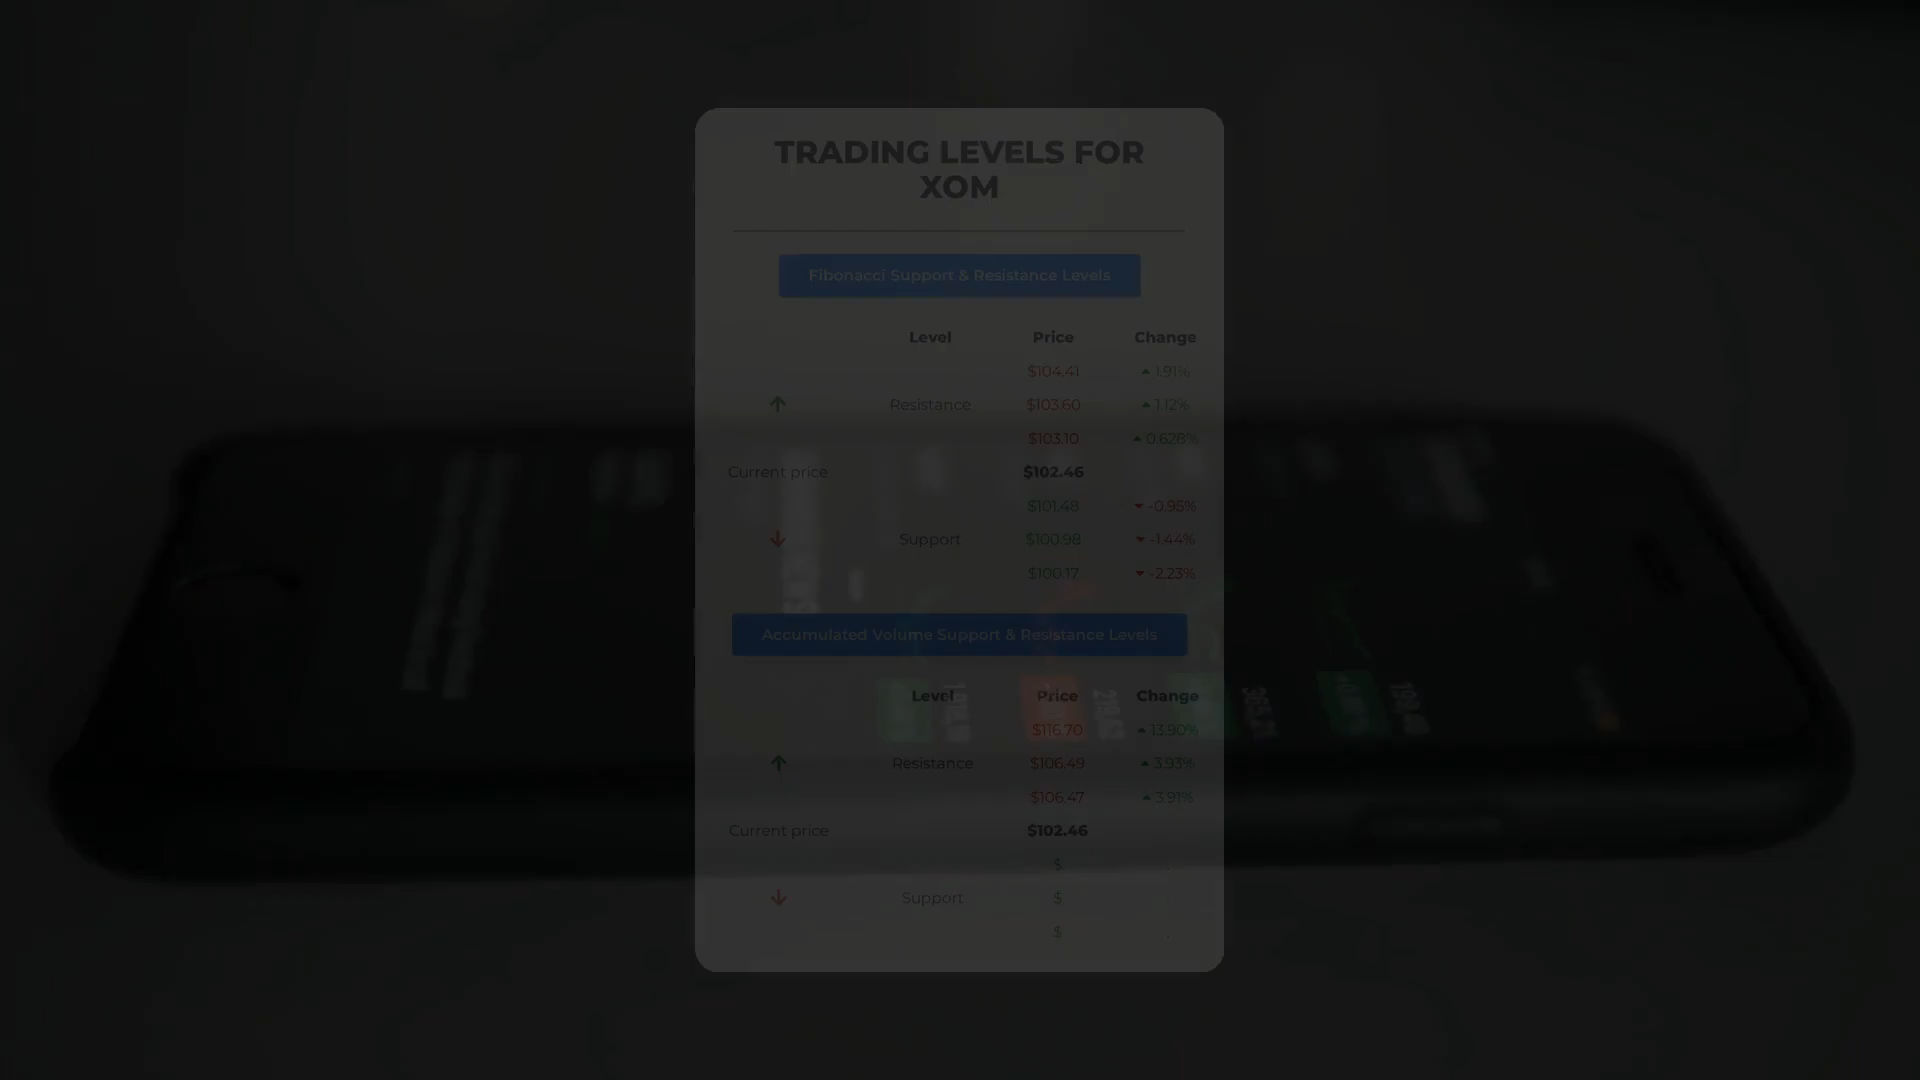 TRADING LEVELS FOR
XOM
Fibonacci Support & Resistance Levels
Level Price Change
$104.41 1.91%
Resistance $103.60 1.12%
$103.10 0.628%
Current price $102.46
$101.48 -0.95%
Support $100.98 -1.44%
$100.17 -2.23%
Accumulated Volume Support & Resistance Levels
Level Price Change
$116.70 13.90%
Resistance $106.49 3.93%
$106.47 3.91%
Current price $102.46
$
Support $
$